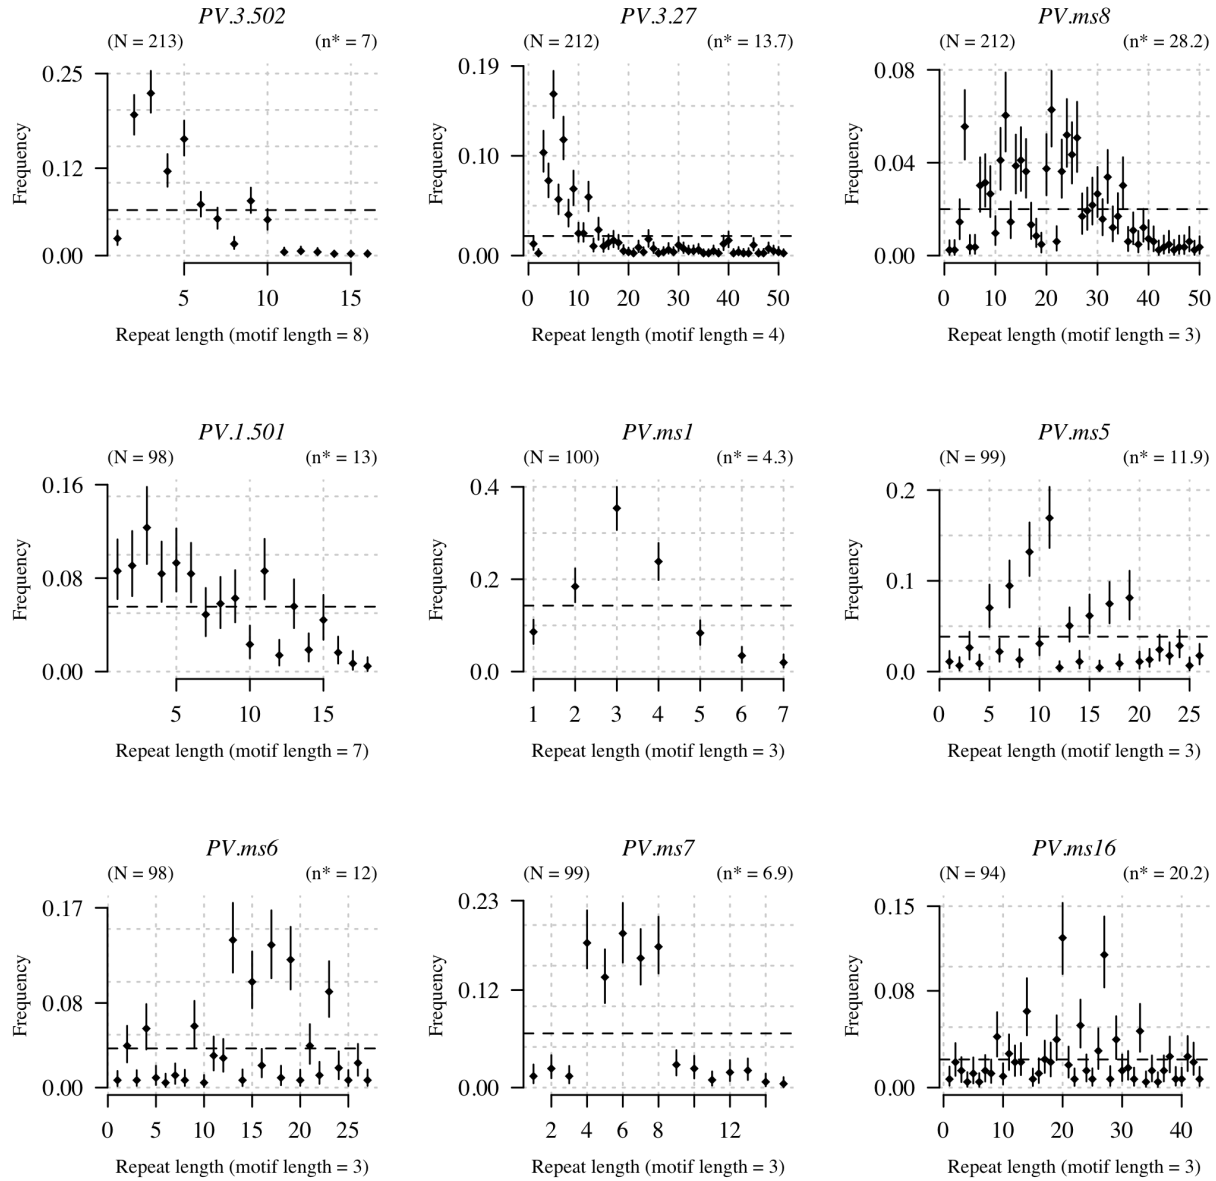 PV.3.502
(N = 213) (n* = 7)
Frequency
0.25
0.12
0.00
5 10 15
Repeat length (motif length = 8)
PV.3.27
(N = 212) (n* = 13.7)
Frequency
0.19
0.10
0.00
0 10 20 30 40 50
Repeat length (motif length = 4)
PV.ms8
(N = 212) (n* = 28.2)
Frequency
0.08
0.04
0.00
0 10 20 30 40 50
Repeat length (motif length = 3)
PV.1.501
(N = 98) (n* = 13)
Frequency
0.16
0.08
0.00
5 10 15
Repeat length (motif length = 7)
PV.ms1
(N = 100) (n* = 4.3)
Frequency
0.4
0.2
0.0
1 2 3 4 5 6 7
Repeat length (motif length = 3)
PV.ms5
(N = 99) (n* = 11.9)
Frequency
0.2
0.1
0.0
0 5 10 15 20 25
Repeat length (motif length = 3)
PV.ms6
(N = 98) (n* = 12)
Frequency
0.17
0.08
0.00
0 5 10 15 20 25
Repeat length (motif length = 3)
PV.ms7
(N = 99) (n* = 6.9)
Frequency
0.23
0.12
0.00
2 4 6 8 12
Repeat length (motif length = 3)
PV.ms16
(N = 94) (n* = 20.2)
Frequency
0.15
0.08
0.00
0 10 20 30 40
Repeat length (motif length = 3)